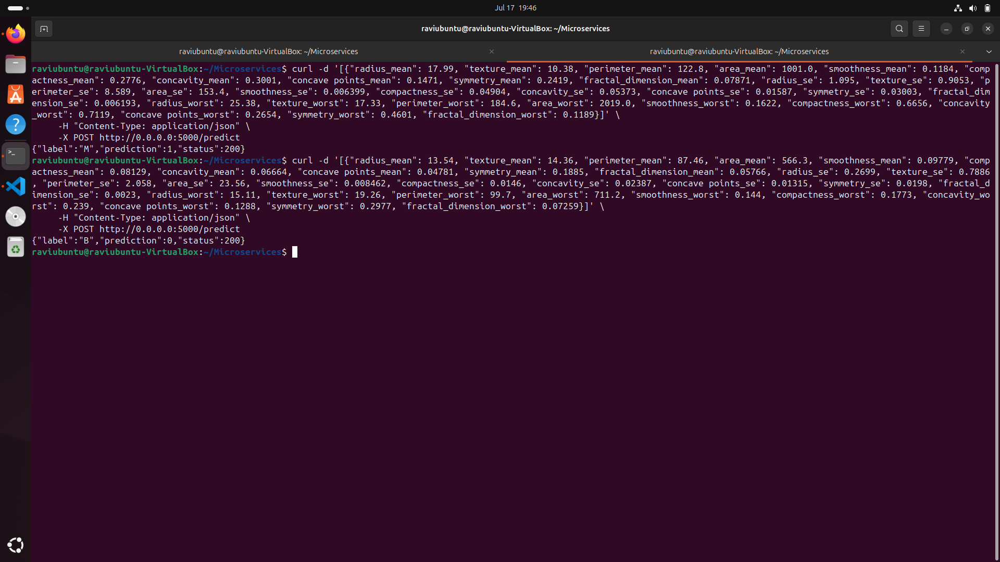 Jul 17 19:46
raviubuntu@raviubuntu-VirtualBox: ~/Microservices
raviubuntu@raviubuntu-VirtualBox: ~/Microservices
raviubuntu@raviubuntu-VirtualBox: ~/Microservices
raviubuntu@raviubuntu-VirtualBox:~/Microservices$ curl -d '[{"radius_mean": 17.99, "texture_mean": 10.38, "perimeter_mean": 122.8, "area_mean": 1001.0, "smoothness_mean": 0.1184, "comp
actness_mean": 0.2776, "concavity_mean": 0.3001, "concave points_mean": 0.1471, "symmetry_mean": 0.2419, "fractal_dimension_mean": 0.07871, "radius_se": 1.095, "texture_se": 0.9053, "p
erimeter_se": 8.589, "area_se": 153.4, "smoothness_se": 0.006399, "compactness_se": 0.04904, "concavity_se": 0.05373, "concave points_se": 0.01587, "symmetry_se": 0.03003, "fractal_dim
ension_se": 0.006193, "radius_worst": 25.38, "texture_worst": 17.33, "perimeter_worst": 184.6, "area_worst": 2019.0, "smoothness_worst": 0.1622, "compactness_worst": 0.6656, "concavity
_worst": 0.7119, "concave points_worst": 0.2654, "symmetry_worst": 0.4601, "fractal_dimension_worst": 0.1189}]' \
-H "Content-Type: application/json" \
-X POST http://0.0.0.0:5000/predict
{"label":"M","prediction":1,"status":200}
raviubuntu@raviubuntu-VirtualBox:~/Microservices$ curl -d '[{"radius_mean": 13.54, "texture_mean": 14.36, "perimeter_mean": 87.46, "area_mean": 566.3, "smoothness_mean": 0.09779, "comp
actness_mean": 0.08129, "concavity_mean": 0.06664, "concave points_mean": 0.04781, "symmetry_mean": 0.1885, "fractal_dimension_mean": 0.05766, "radius_se": 0.2699, "texture_se": 0.7886
, "perimeter_se": 2.058, "area_se": 23.56, "smoothness_se": 0.008462, "compactness_se": 0.0146, "concavity_se": 0.02387, "concave points_se": 0.01315, "symmetry_se": 0.0198, "fractal_d
imension_se": 0.0023, "radius_worst": 15.11, "texture_worst": 19.26, "perimeter_worst": 99.7, "area_worst": 711.2, "smoothness_worst": 0.144, "compactness_worst": 0.1773, "concavity_wo
rst": 0.239, "concave points_worst": 0.1288, "symmetry_worst": 0.2977, "fractal_dimension_worst": 0.07259}]' \
-H "Content-Type: application/json" \
-X POST http://0.0.0.0:5000/predict
{"label":"B","prediction":0,"status":200}
raviubuntu@raviubuntu-VirtualBox:~/Microservices$